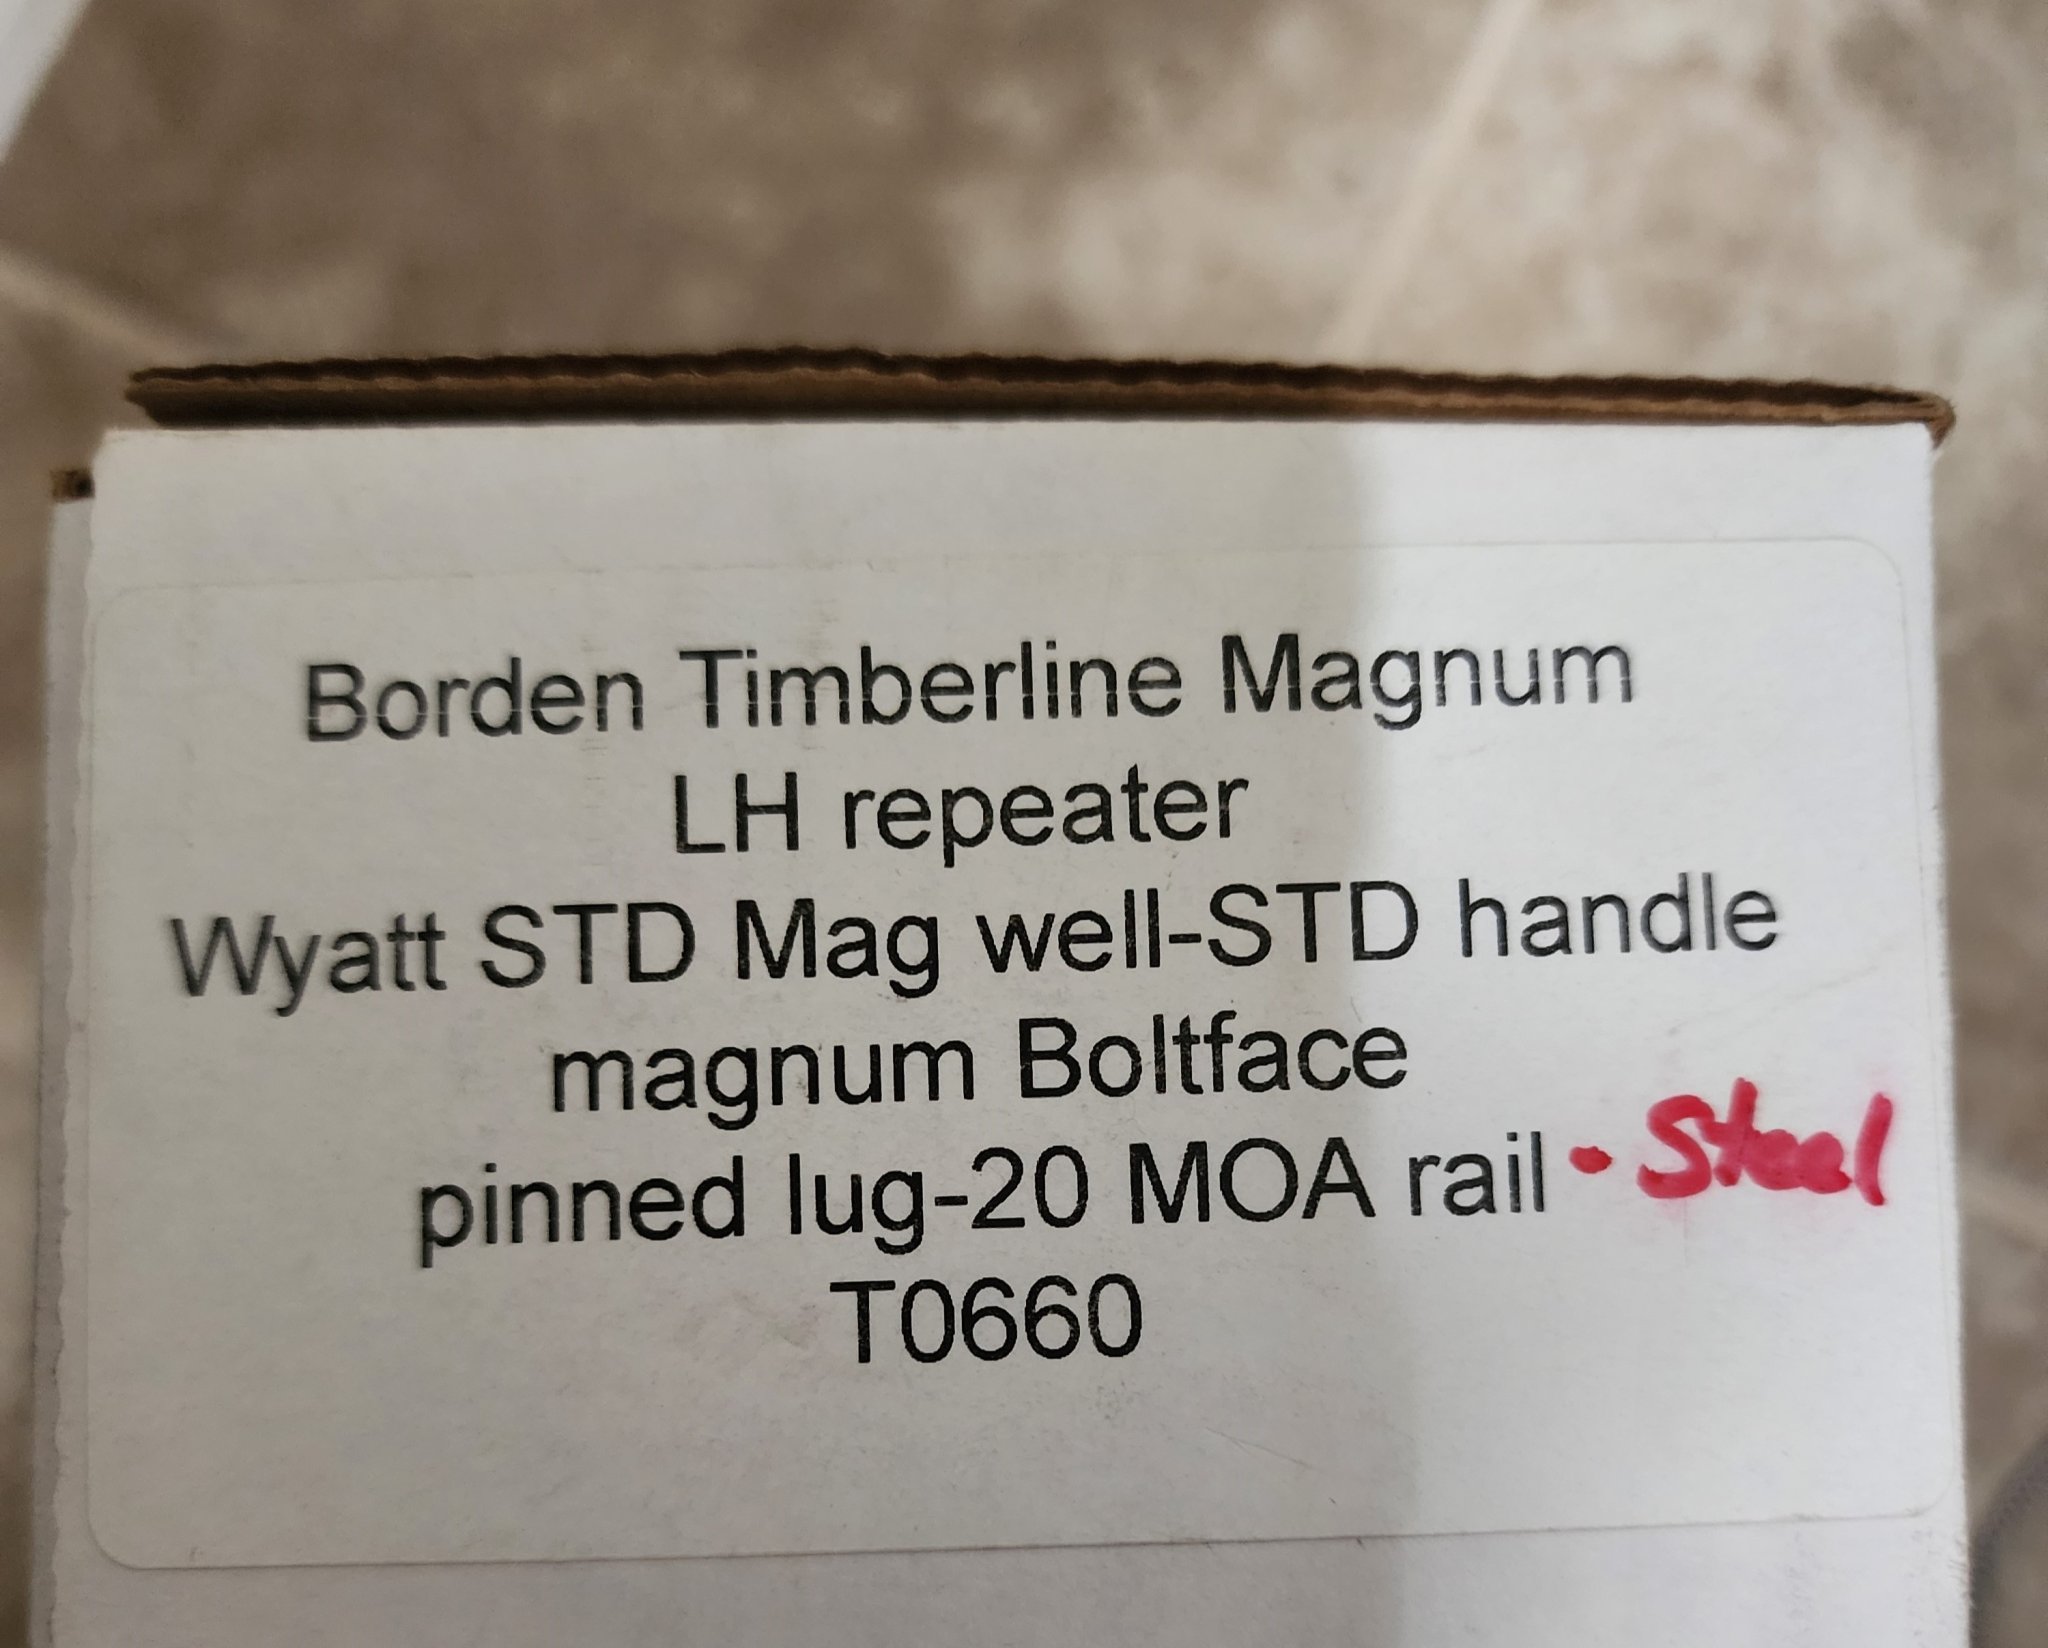 Borden Timberline Magnum
LH repeater
Wyatt STD Mag well-STD handle
magnum Boltface
pinned lug-20 MOA rail - Steel
T0660